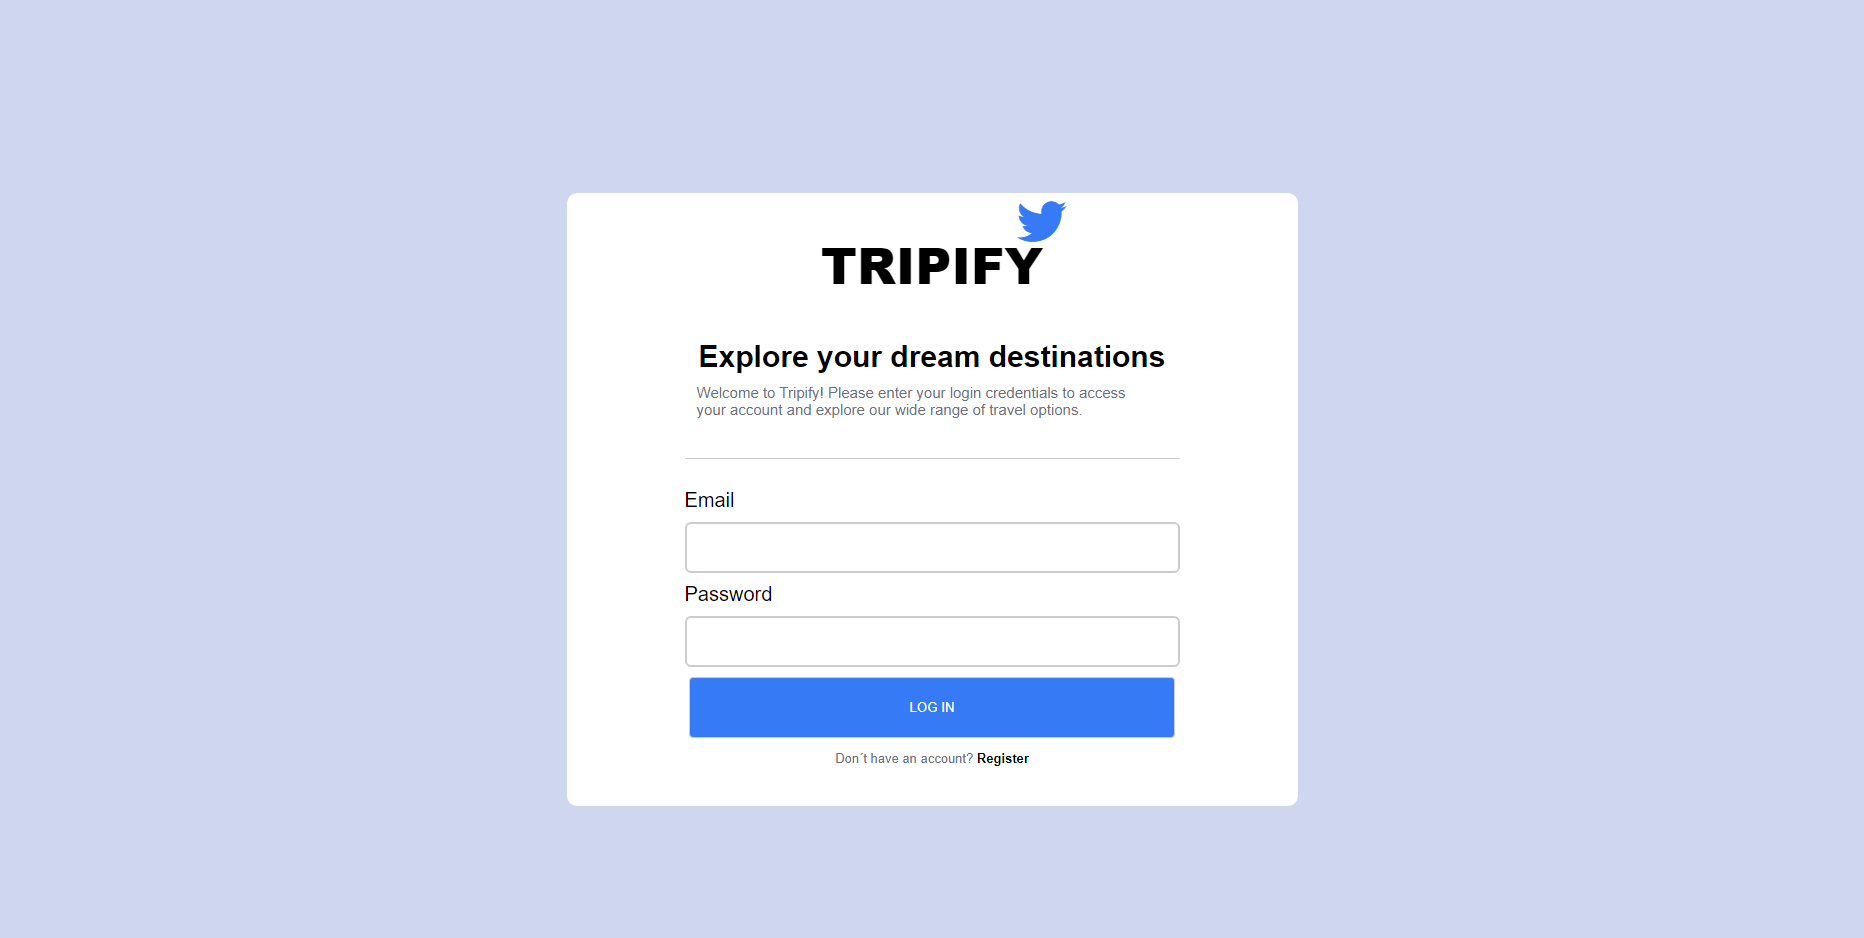 TRIPIFY
Explore your dream destinations
Welcome to Tripify! Please enter your login credentials to access
your account and explore our wide range of travel options.
Email
Password
LOG IN
Don´t have an account? Register